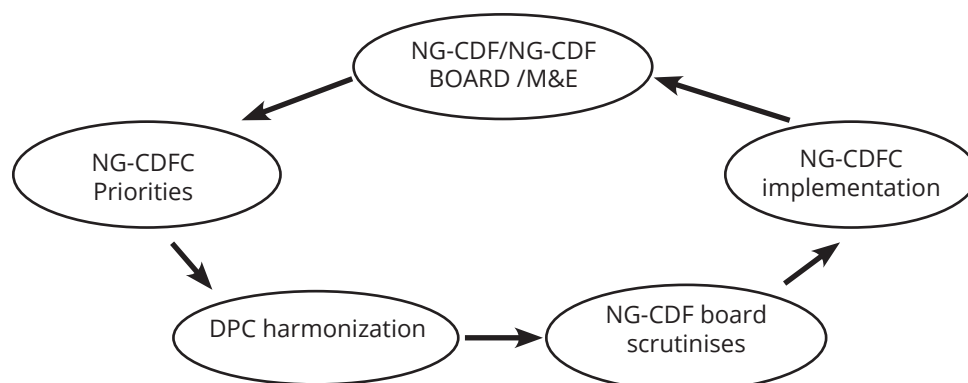 NG-CDF/NG-CDF
BOARD /M&E
NG-CDFC
Priorities
NG-CDFC
implementation
DPC harmonization
NG-CDF board
scrutinises